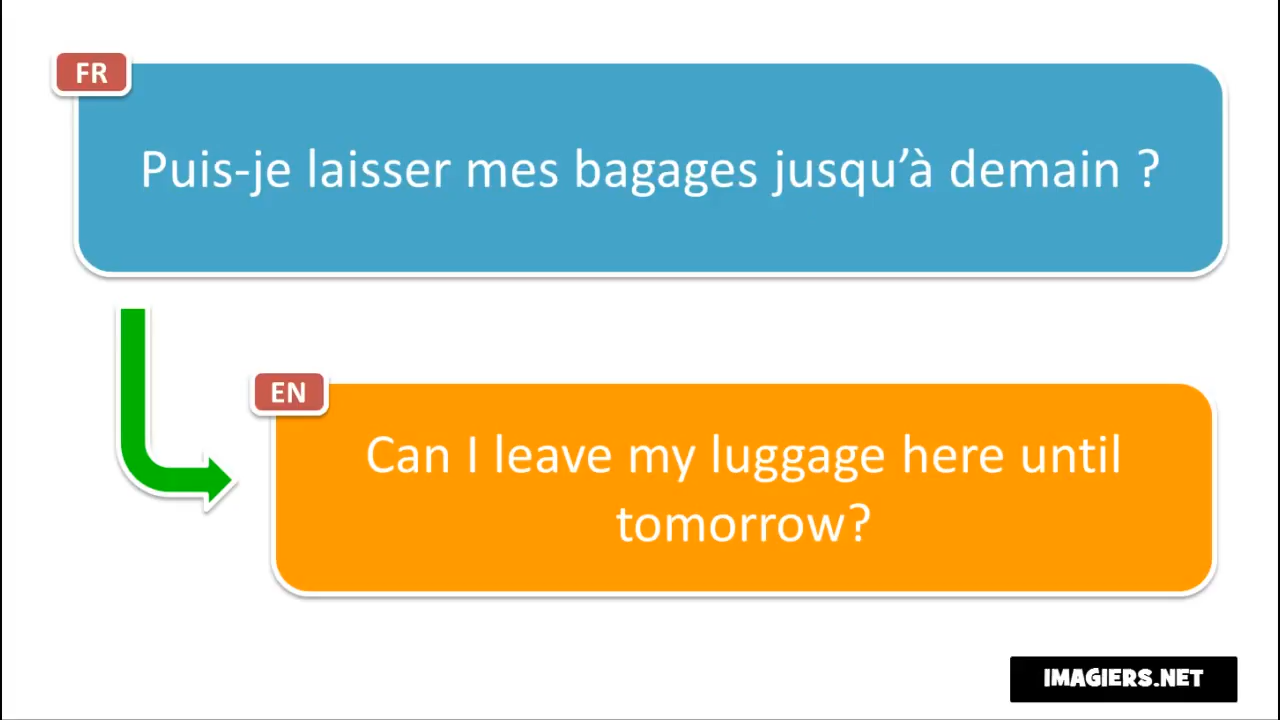 FR
Puis-je laisser mes bagages jusqu’à demain ?
EN
Can I leave my luggage here until
tomorrow?
IMAGIERS.NET